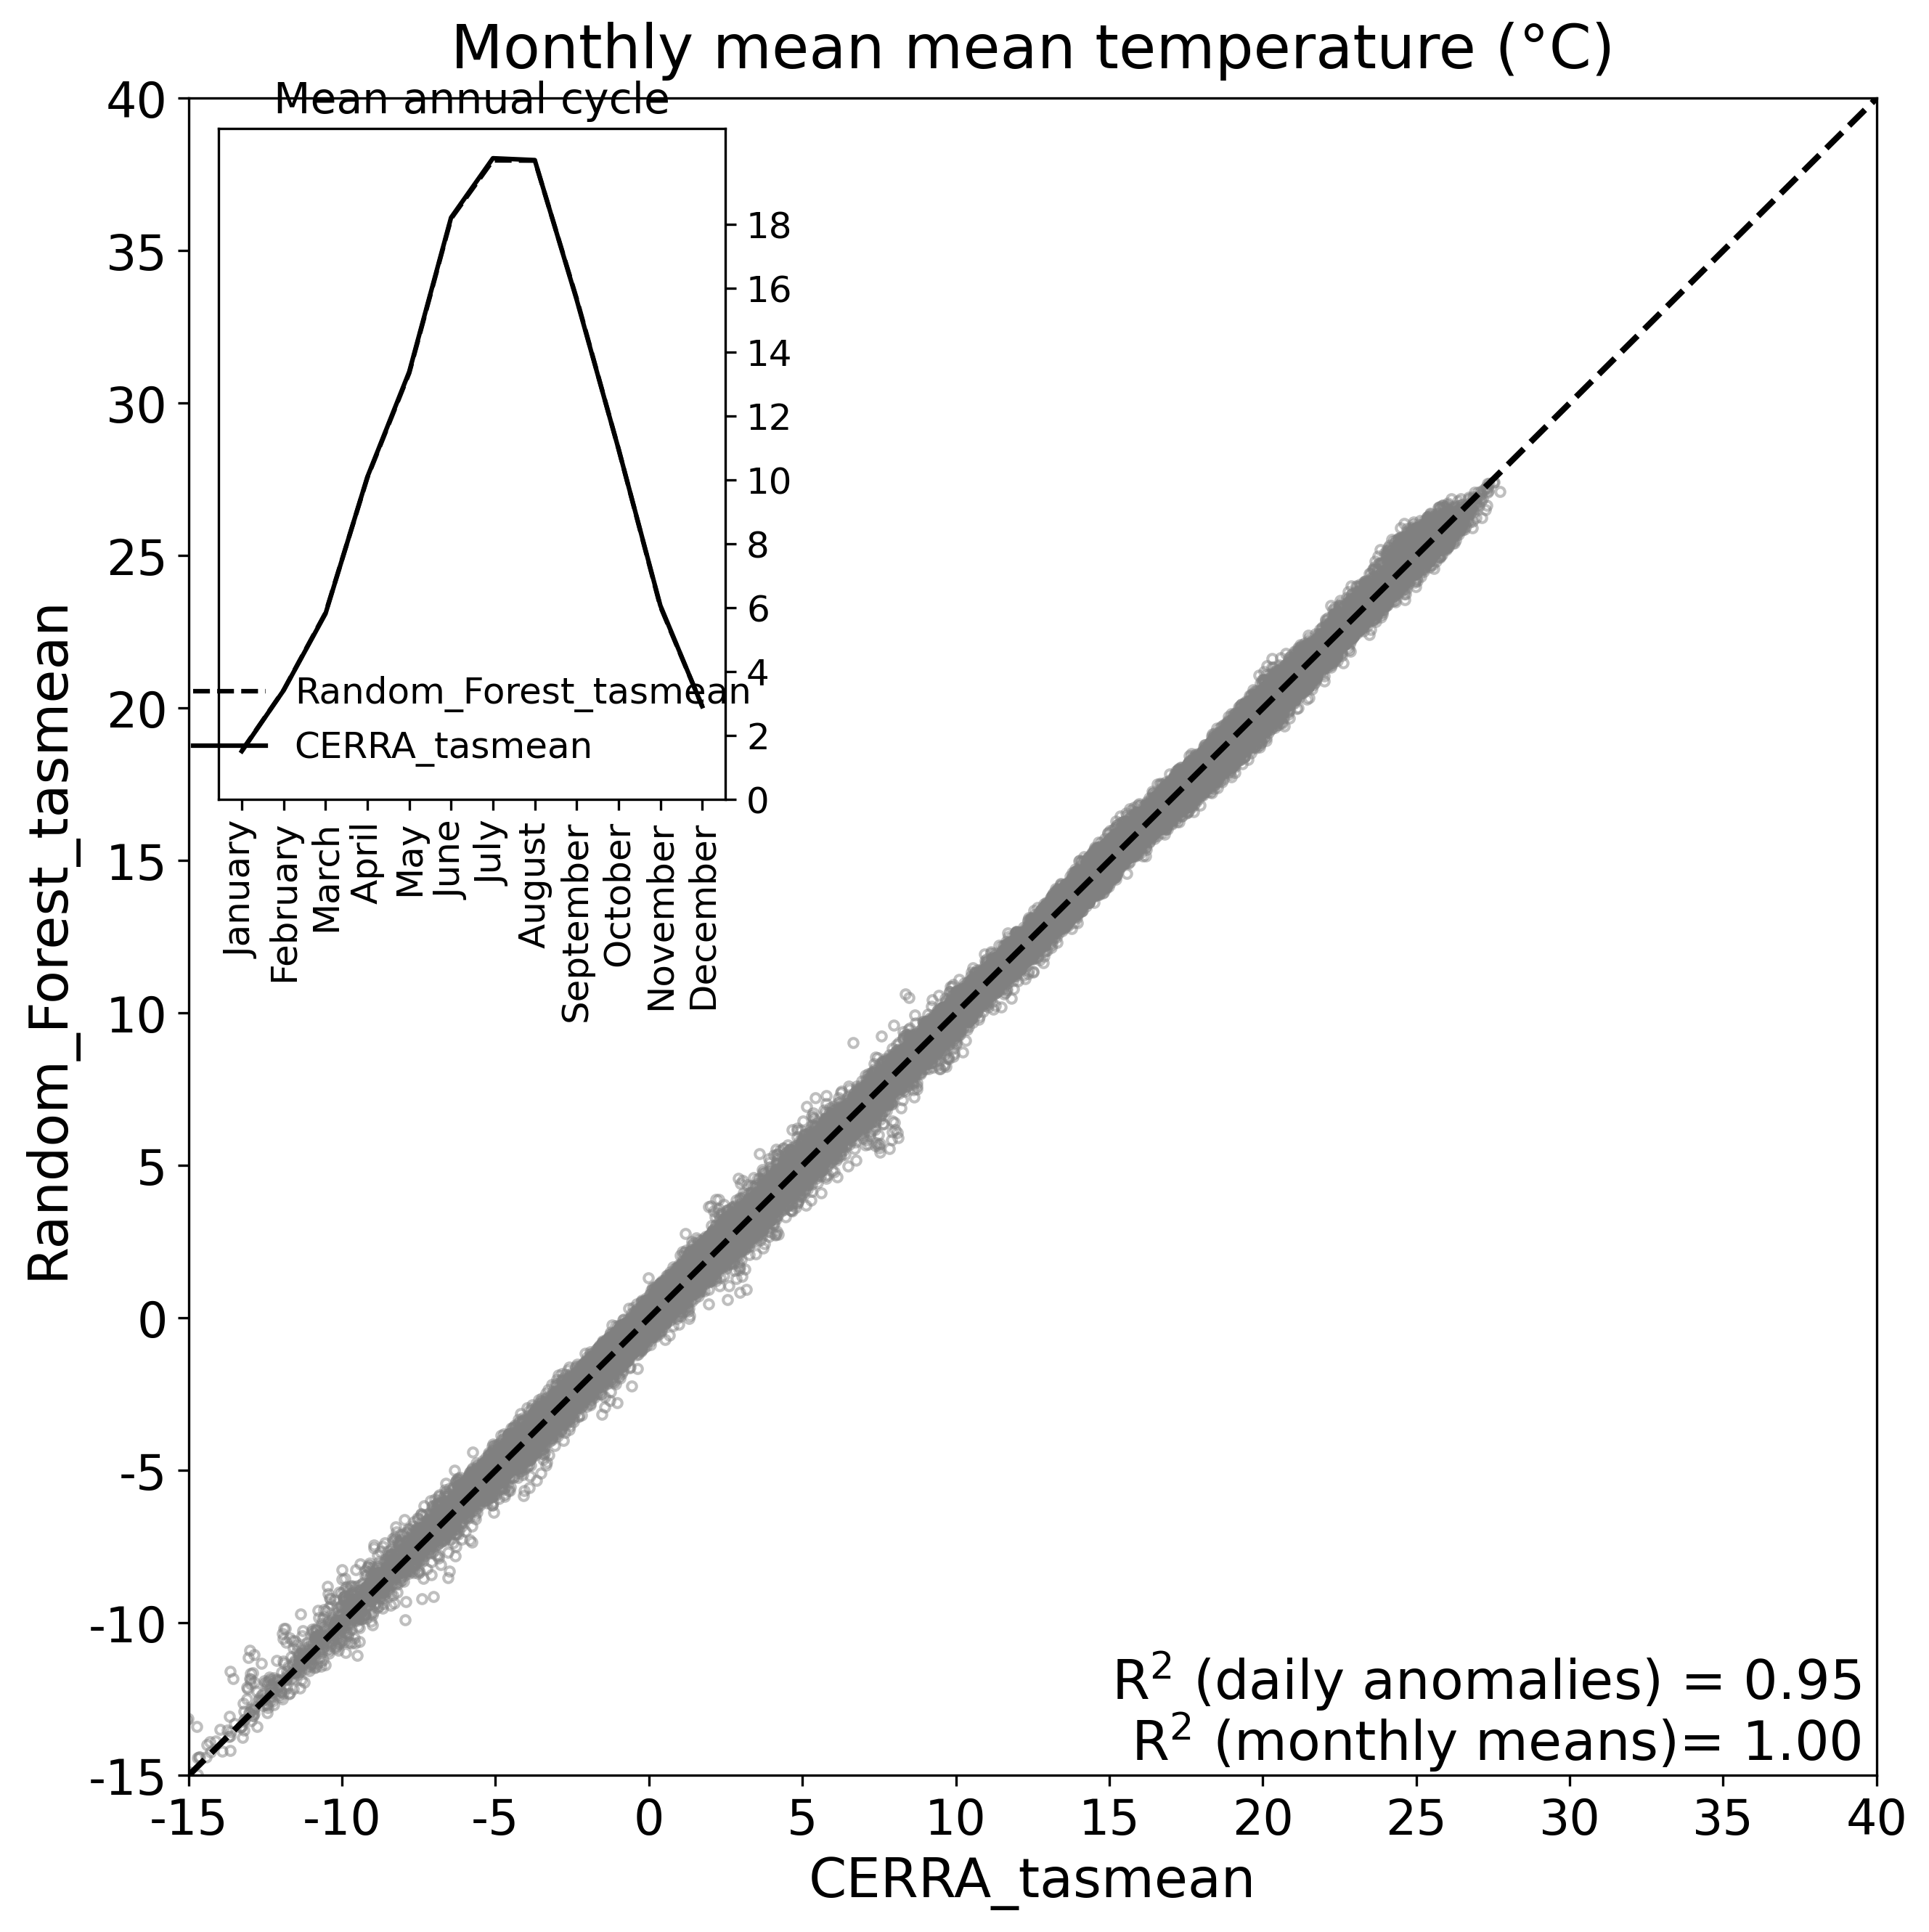 Monthly mean mean temperature (°C)
Mean annual cycle
40
35
30
25
20
15
10
5
0
-5
-10
-15
18
16
14
12
10
8
6
4
2
0
Random_Forest_tasmean
CERRA_tasmean
January
February
March
April
May
June
July
August
September
October
November
December
Random_Forest_tasmean
R² (daily anomalies) = 0.95
R² (monthly means)= 1.00
-15 -10 -5 0 5 10 15 20 25 30 35 40
CERRA_tasmean